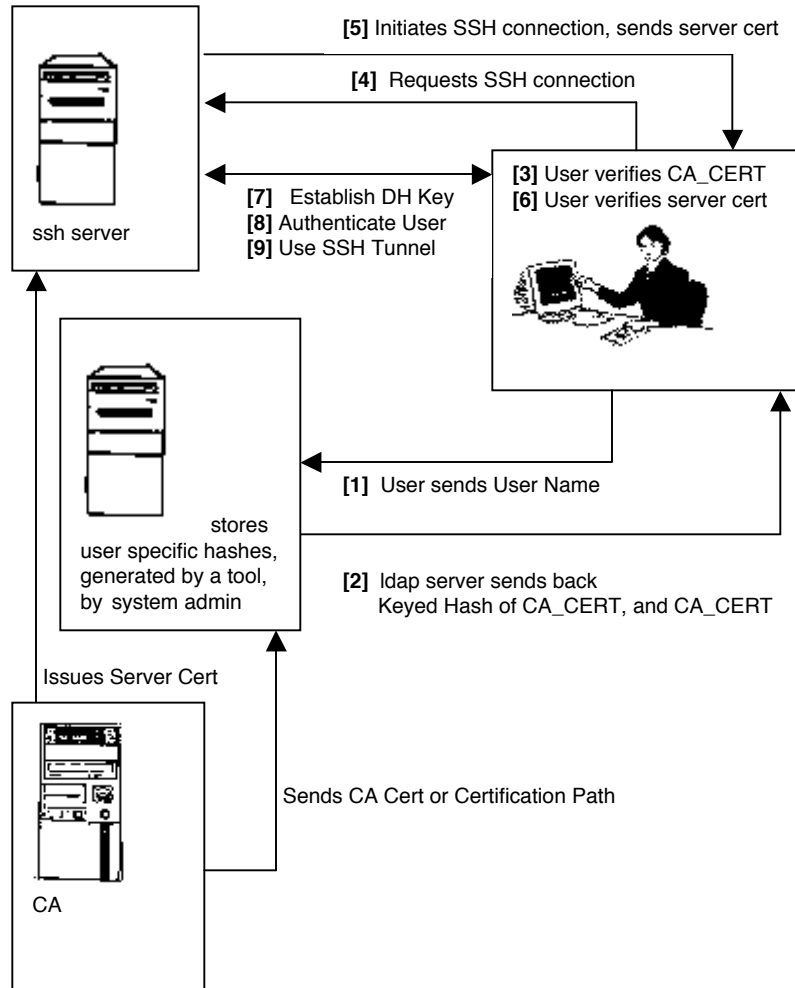 [5] Initiates SSH connection, sends server cert
[4] Requests SSH connection
[3] User verifies CA_CERT
[6] User verifies server cert
[7] Establish DH Key
[8] Authenticate User
[9] Use SSH Tunnel
ssh server
[1] User sends User Name
stores
user specific hashes,
generated by a tool,
by system admin
[2] ldap server sends back
Keyed Hash of CA_CERT, and CA_CERT
Issues Server Cert
Sends CA Cert or Certification Path
CA